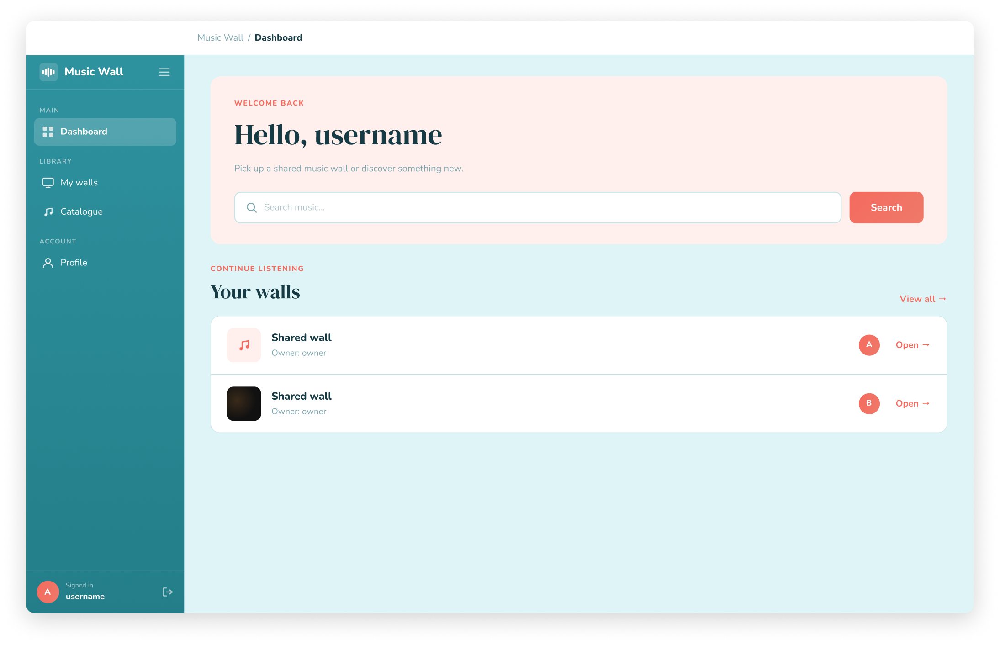 Music Wall / Dashboard
Music Wall
MAIN
Dashboard
LIBRARY
My walls
Catalogue
ACCOUNT
Profile
Signed in
username
A
WELCOME BACK
Hello, username
Pick up a shared music wall or discover something new.
Search music...
Search
CONTINUE LISTENING
Your walls
View all →
Shared wall
Owner: owner
A
Open →
Shared wall
Owner: owner
B
Open →